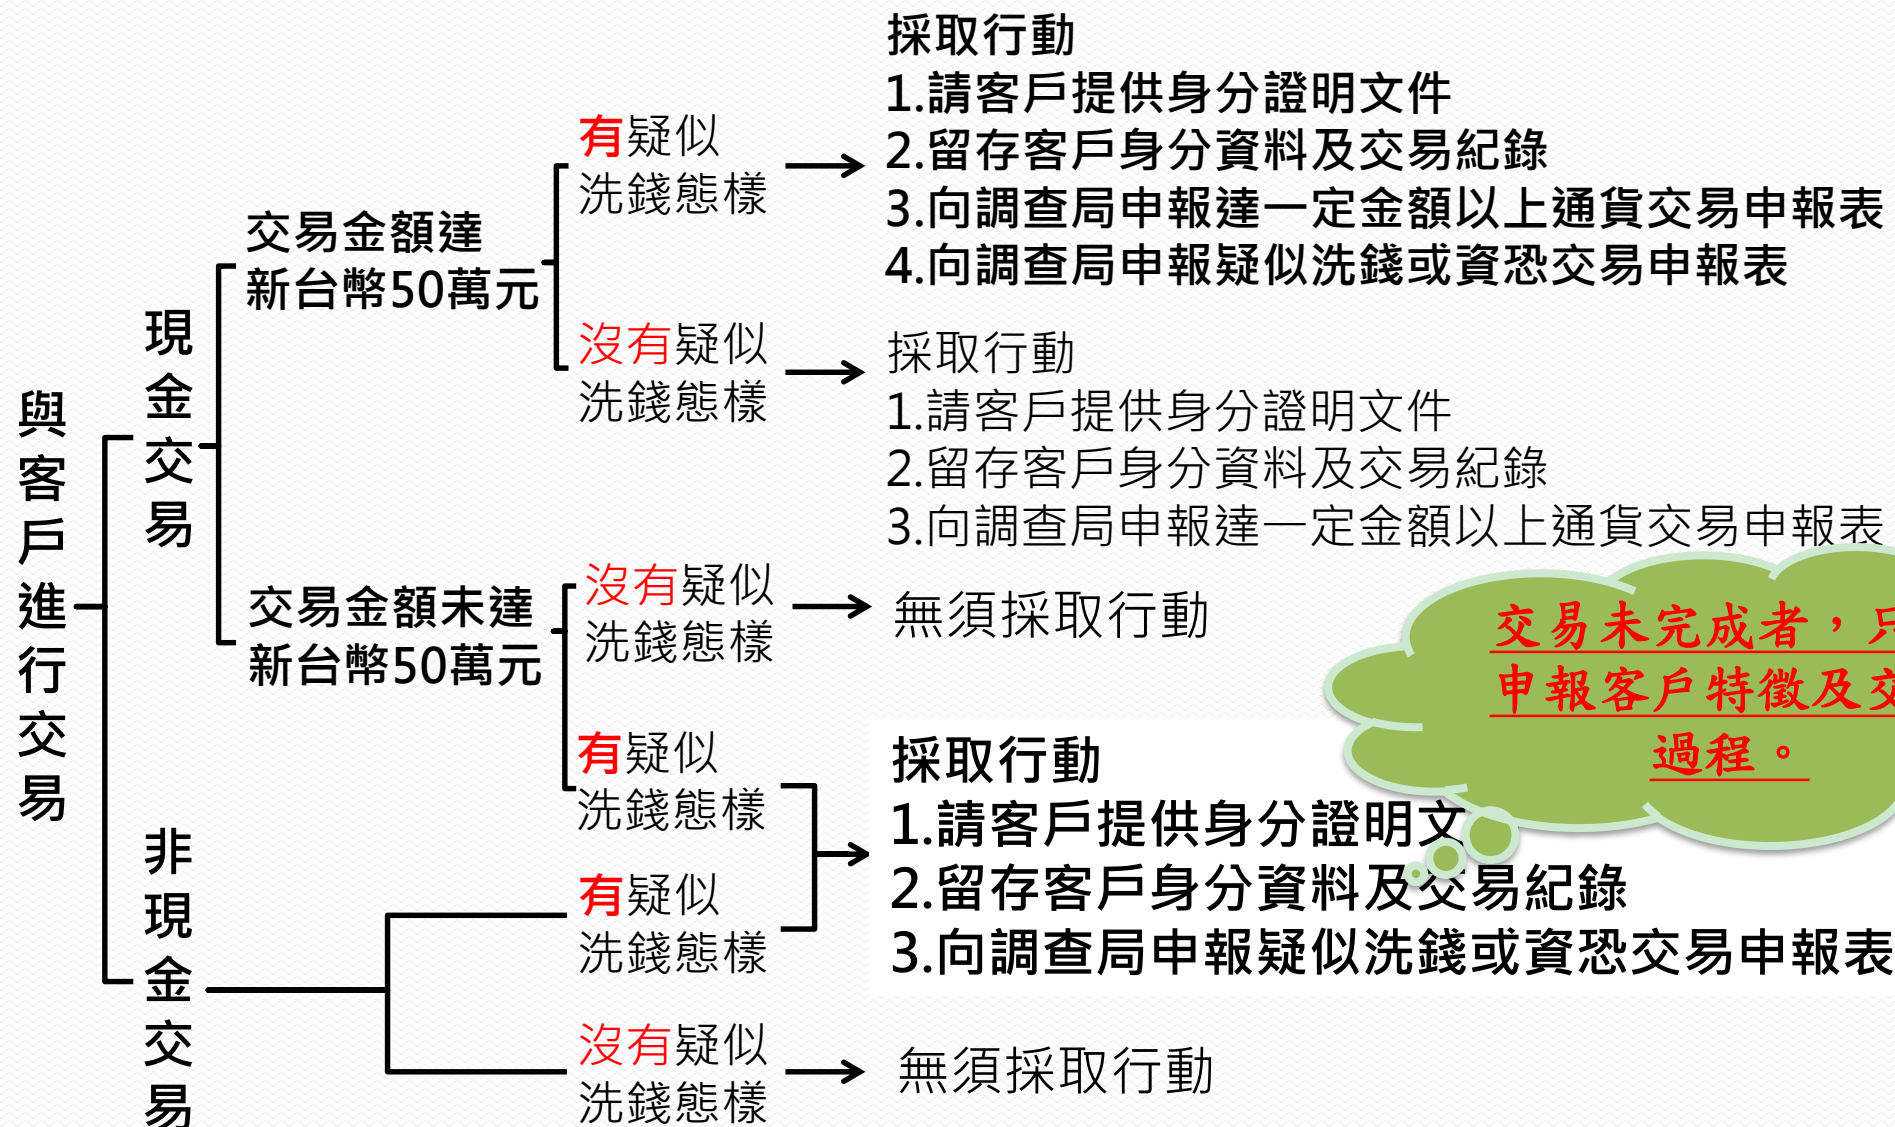 與客戶進行交易
現金交易
交易金額達
新台幣50萬元
有疑似
洗錢態樣
採取行動
1.請客戶提供身分證明文件
2.留存客戶身分資料及交易紀錄
3.向調查局申報達一定金額以上通貨交易申報表
4.向調查局申報疑似洗錢或資恐交易申報表
沒有疑似
洗錢態樣
採取行動
1.請客戶提供身分證明文件
2.留存客戶身分資料及交易紀錄
3.向調查局申報達一定金額以上通貨交易申報表
交易金額未達
新台幣50萬元
沒有疑似
洗錢態樣
無須採取行動
有疑似
洗錢態樣
非現金交易
有疑似
洗錢態樣
採取行動
1.請客戶提供身分證明文
2.留存客戶身分資料及交易紀錄
3.向調查局申報疑似洗錢或資恐交易申報表
沒有疑似
洗錢態樣
無須採取行動
交易未完成者，只
申報客戶特徵及交
過程。